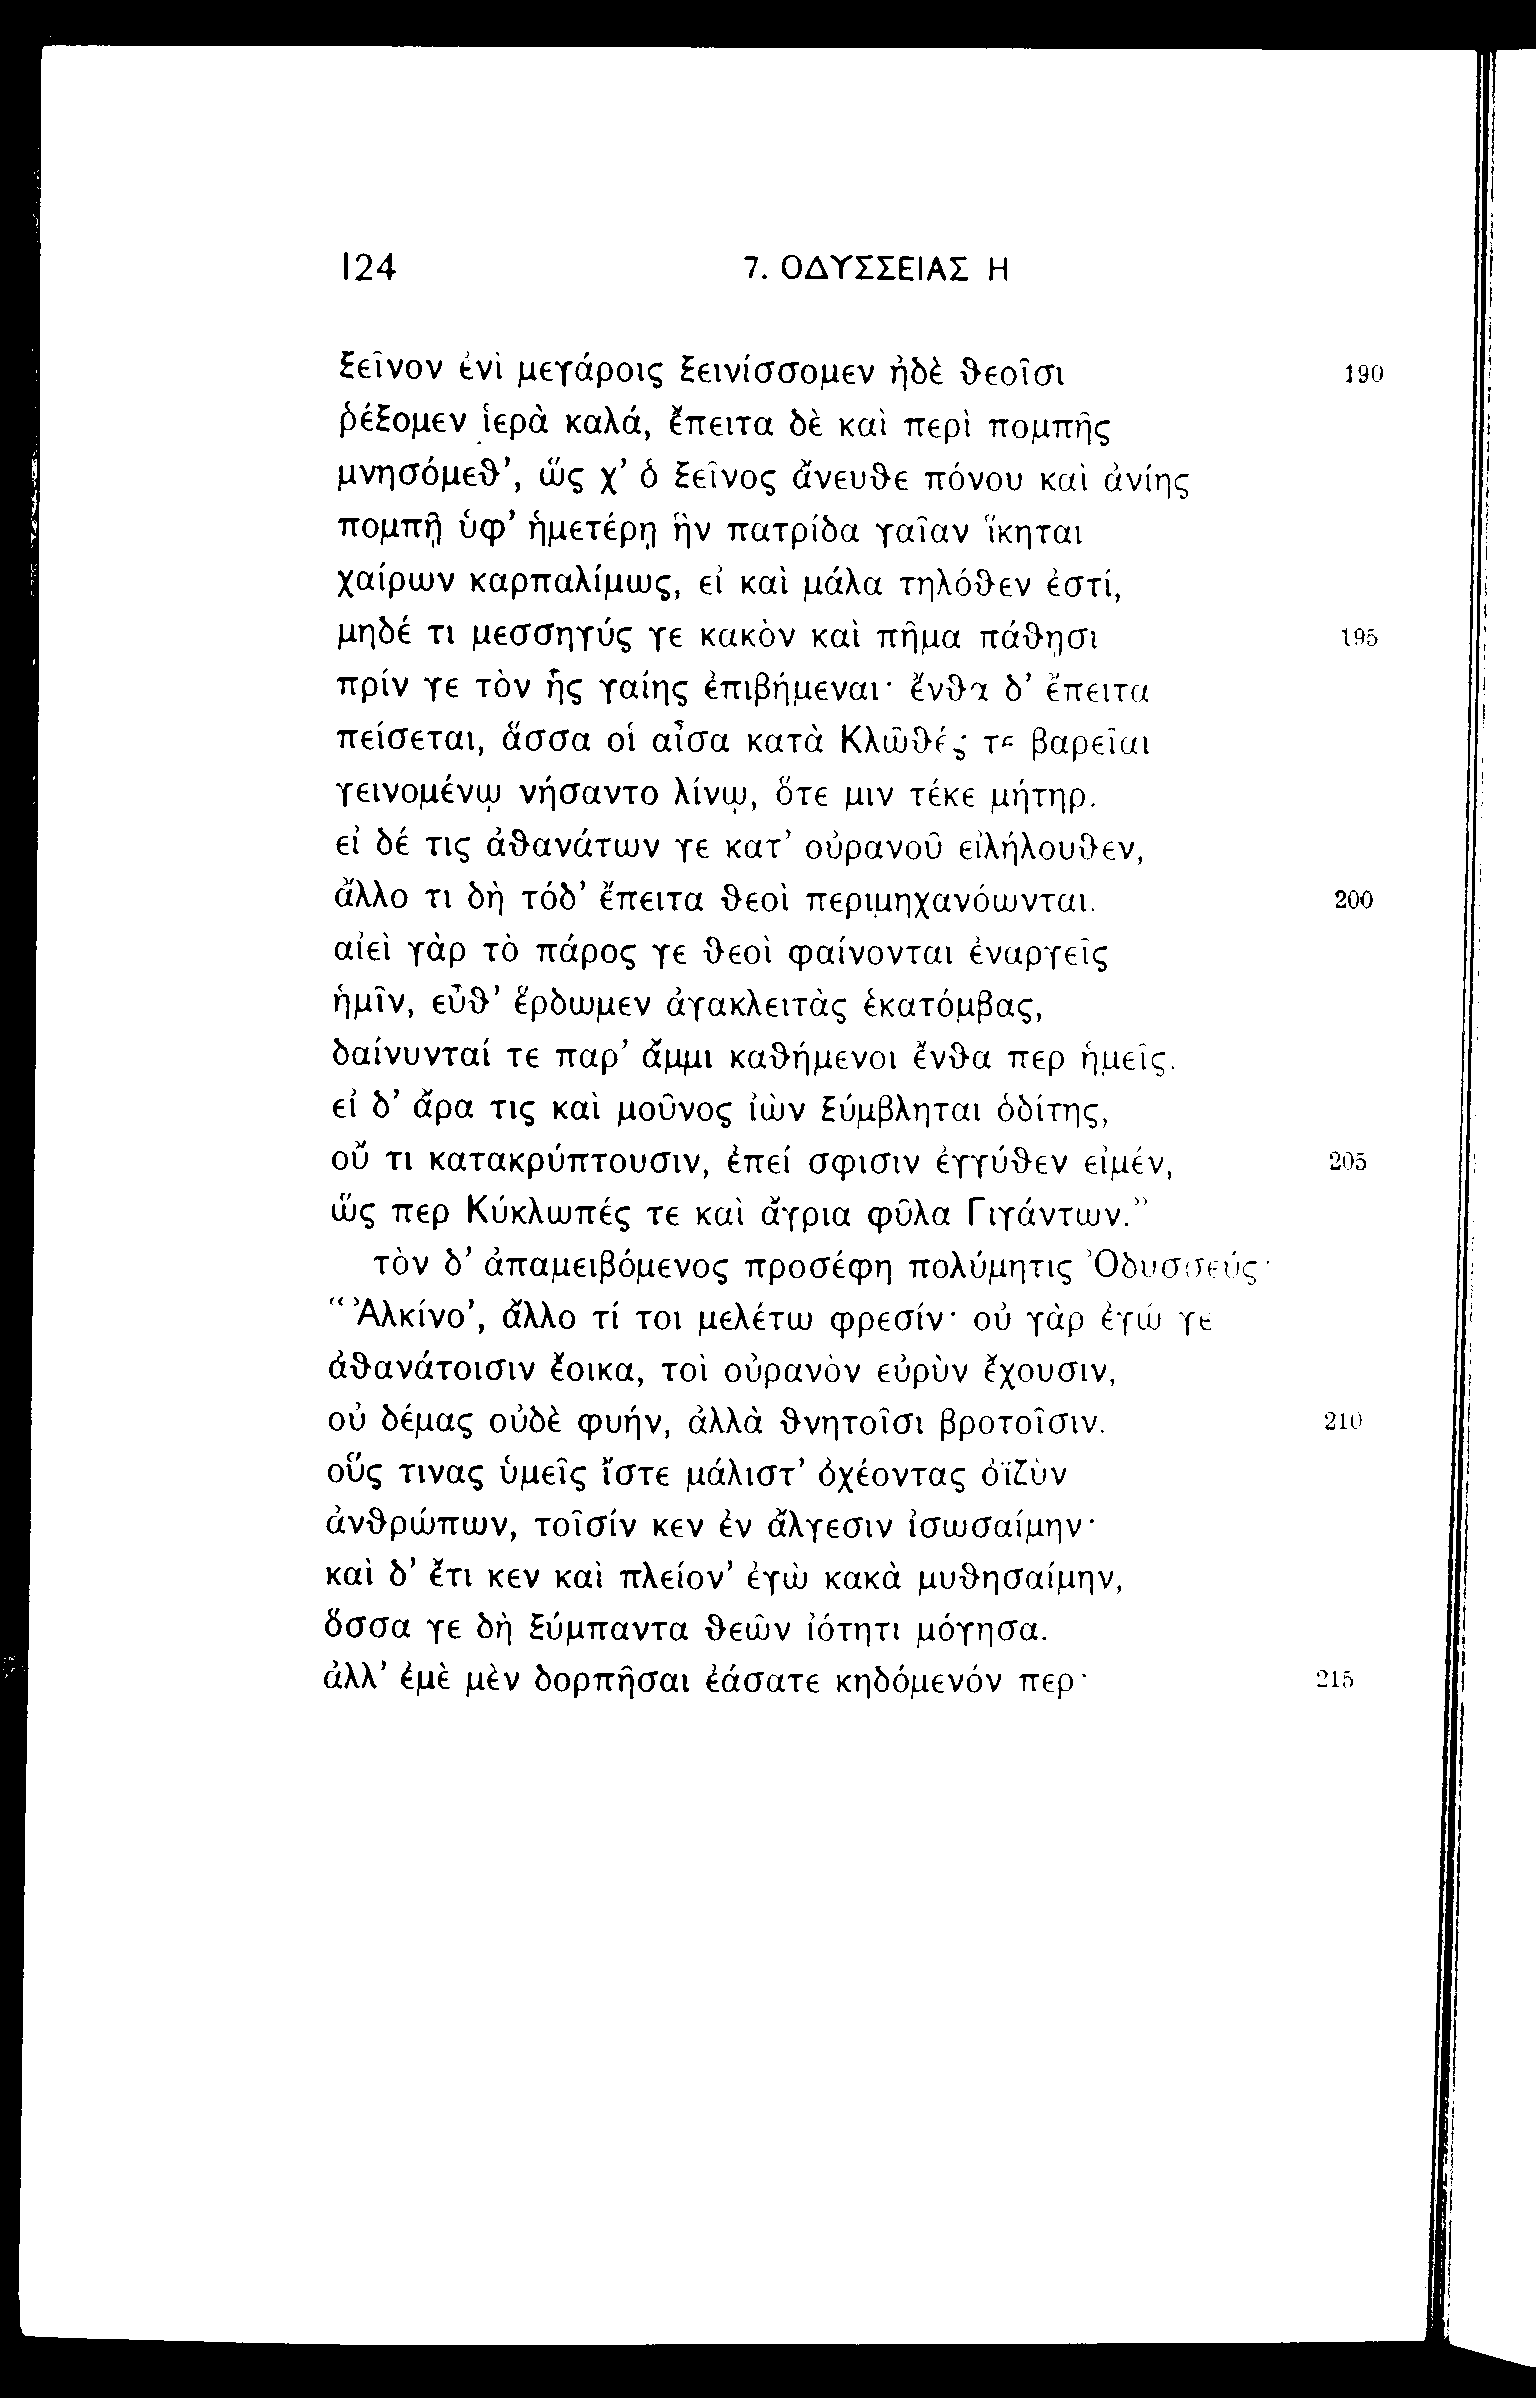 124 7. ΟΔΥΣΣΕΙΑΣ Η
ξεῖνον ἐνὶ μεγάροις ξεινίσσομεν ἠδὲ θεοῖσι 190
ῥέξομεν ἱερὰ καλά, ἔπειτα δὲ καὶ περὶ πομπῆς
μνησόμεθ’, ὥς χ’ ὁ ξεῖνος ἄνευθε πόνου καὶ ἀνίης
πομπῇ ὑφ’ ἡμετέρῃ ἣν πατρίδα γαῖαν ἵκηται
χαίρων καρπαλίμως, εἰ καὶ μάλα τηλόθεν ἐστί,
μηδέ τι μεσσηγύς γε κακὸν καὶ πῆμα πάθῃσι 195
πρίν γε τὸν ἧς γαίης ἐπιβήμεναι· ἔνθα δ’ ἔπειτα
πείσεται, ἅσσα οἱ αἶσα κατὰ Κλῶθές τε βαρεῖαι
γεινομένῳ νήσαντο λίνῳ, ὅτε μιν τέκε μήτηρ.
εἰ δέ τις ἀθανάτων γε κατ’ οὐρανοῦ εἰλήλουθεν,
ἄλλο τι δὴ τόδ’ ἔπειτα θεοὶ περιμηχανόωνται. 200
αἰεὶ γὰρ τὸ πάρος γε θεοὶ φαίνονται ἐναργεῖς
ἡμῖν, εὖθ’ ἕρδωμεν ἀγακλειτὰς ἑκατόμβας,
δαίνυνταί τε παρ’ ἄμμι καθήμενοι ἔνθα περ ἡμεῖς.
εἰ δ’ ἄρα τις καὶ μοῦνος ἰὼν ξύμβληται ὁδίτης,
οὔ τι κατακρύπτουσιν, ἐπεί σφισιν ἐγγύθεν εἰμέν, 205
ὥς περ Κύκλωπές τε καὶ ἄγρια φῦλα Γιγάντων.”
τὸν δ’ ἀπαμειβόμενος προσέφη πολύμητις Ὀδυσσεύς·
“Ἀλκίνο’, ἄλλο τί τοι μελέτω φρεσίν· οὐ γὰρ ἐγώ γε
ἀθανάτοισιν ἔοικα, τοὶ οὐρανὸν εὐρὺν ἔχουσιν,
οὐ δέμας οὐδὲ φυήν, ἀλλὰ θνητοῖσι βροτοῖσιν. 210
οὕς τινας ὑμεῖς ἴστε μάλιστ’ ὀχέοντας ὀϊζὺν
ἀνθρώπων, τοῖσίν κεν ἐν ἄλγεσιν ἰσωσαίμην·
καὶ δ’ ἔτι κεν καὶ πλείον’ ἐγὼ κακὰ μυθησαίμην,
ὅσσα γε δὴ ξύμπαντα θεῶν ἰότητι μόγησα.
ἀλλ’ ἐμὲ μὲν δορπῆσαι ἐάσατε κηδόμενόν περ· 215